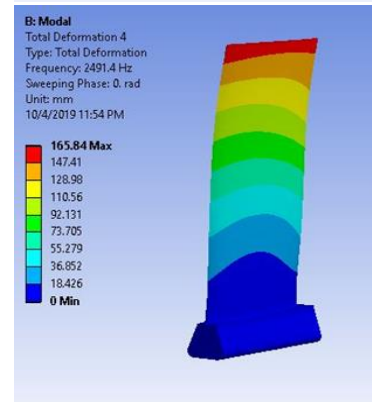 B: Modal
Total Deformation 4
Type: Total Deformation
Frequency: 2491.4 Hz
Sweeping Phase: 0. rad
Unit: mm
10/4/2019 11:54 PM
165.84 Max
147.41
128.98
110.56
92.131
73.705
55.279
36.852
18.426
0 Min